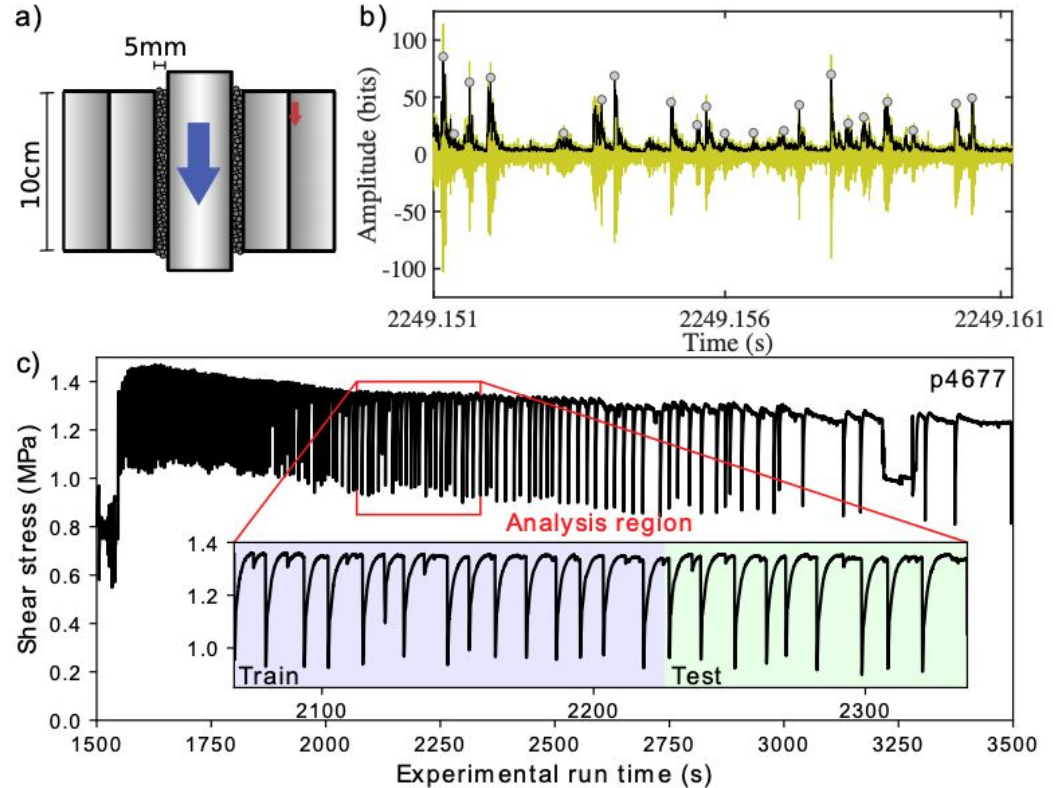 a)
5mm
10cm
b)
Amplitude (bits)
100
50
0
-50
-100
2249.151
2249.156
2249.161
Time (s)
c)
p4677
Shear stress (MPa)
1.4
1.2
1.0
0.8
0.6
0.4
0.2
0.0
Analysis region
1.4
1.2
1.0
Train
Test
2100
2200
2300
1500
1750
2000
2250
2500
2750
3000
3250
3500
Experimental run time (s)